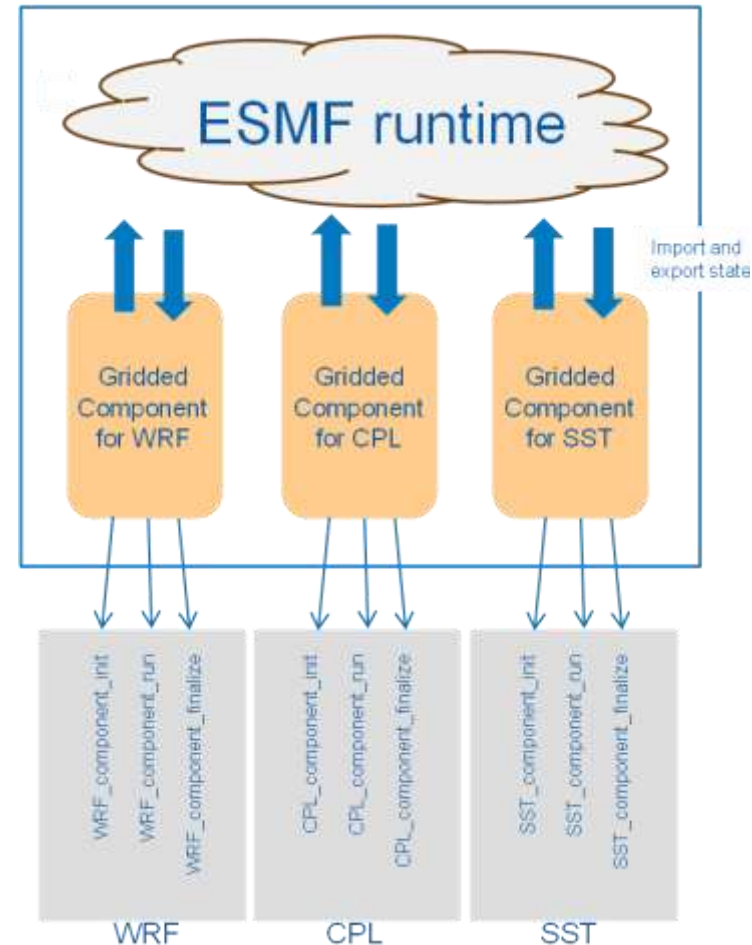 ESMF runtime
Import and
export state
Gridded
Component
for WRF
Gridded
Component
for CPL
Gridded
Component
for SST
WRF_component_init
WRF_component_run
WRF_component_finalize
CPL_component_init
CPL_component_run
CPL_component_finalize
SST_component_init
SST_component_run
SST_component_finalize
WRF
CPL
SST